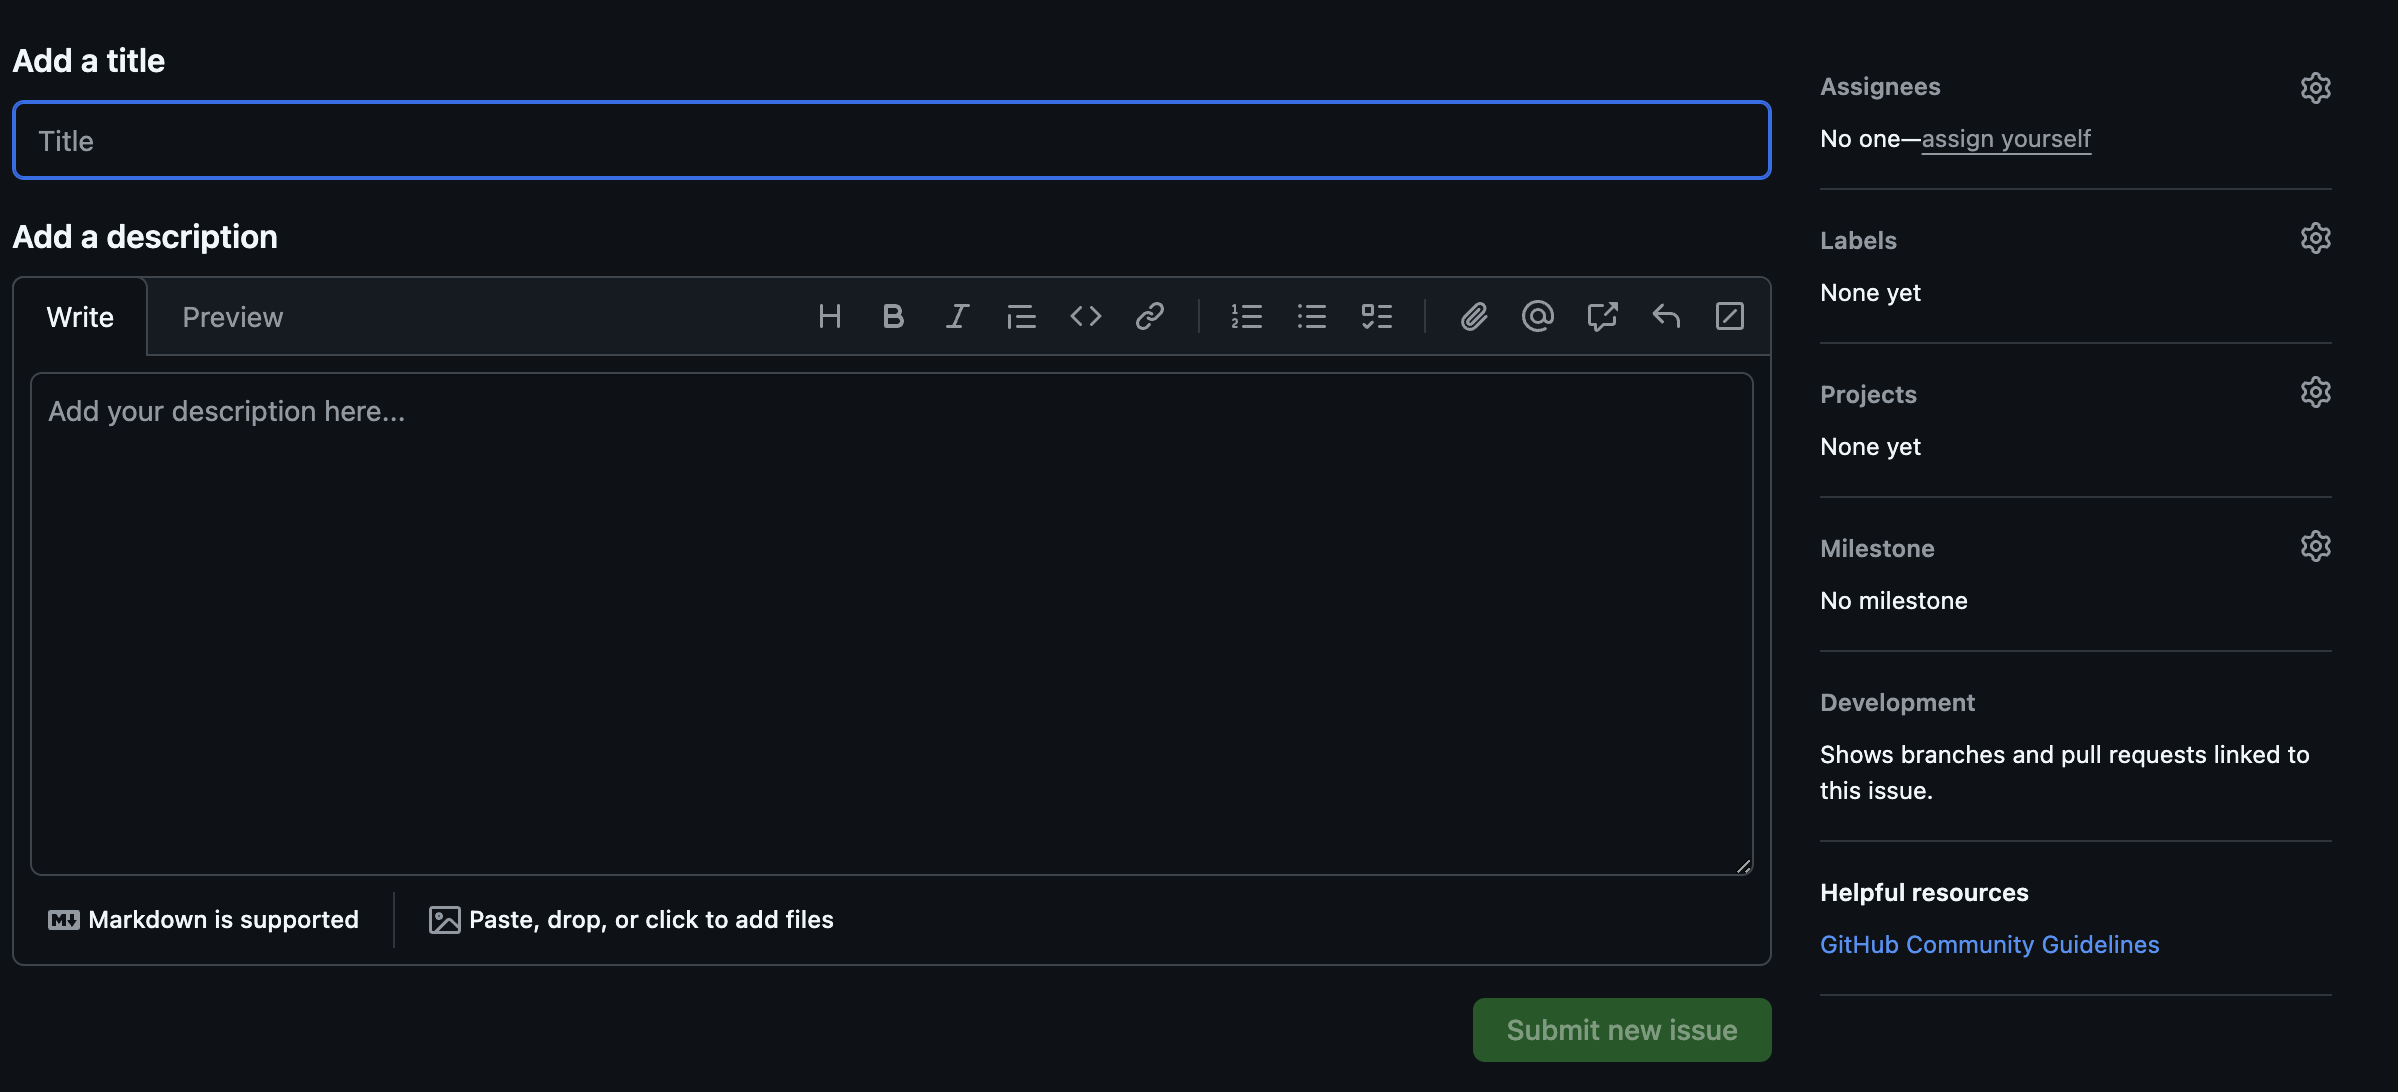 Add a title
Title
Add a description
Write
Preview
Add your description here...
Markdown is supported
Paste, drop, or click to add files
Submit new issue
Assignees
No one—assign yourself
Labels
None yet
Projects
None yet
Milestone
No milestone
Development
Shows branches and pull requests linked to
this issue.
Helpful resources
GitHub Community Guidelines